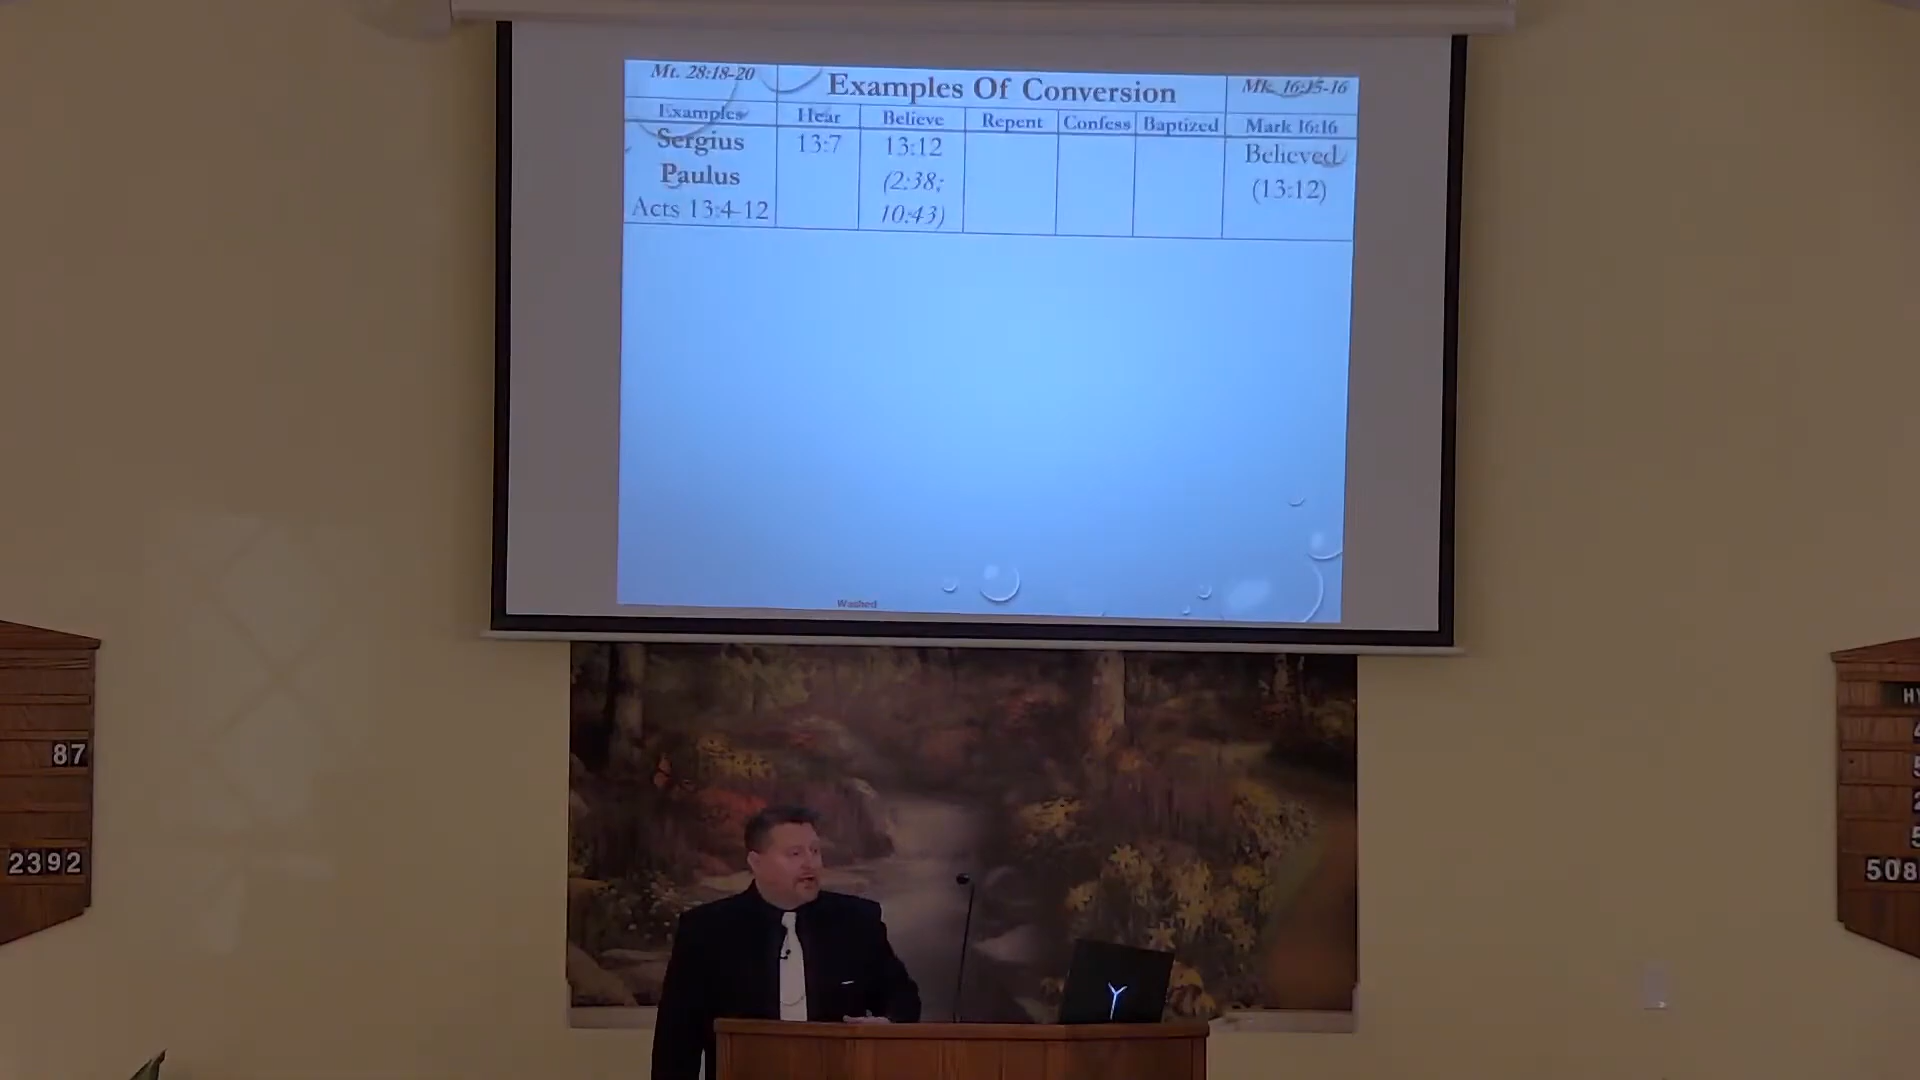 Mt. 28:18-20
Examples Of Conversion
Mk. 16:15-16
Examples
Hear
Believe
Repent
Confess
Baptized
Mark 16:16
Sergius
Paulus
Acts 13:4-12
13:7
13:12
(2:38;
10:43)
Believed
(13:12)
Washed
87
2392
508